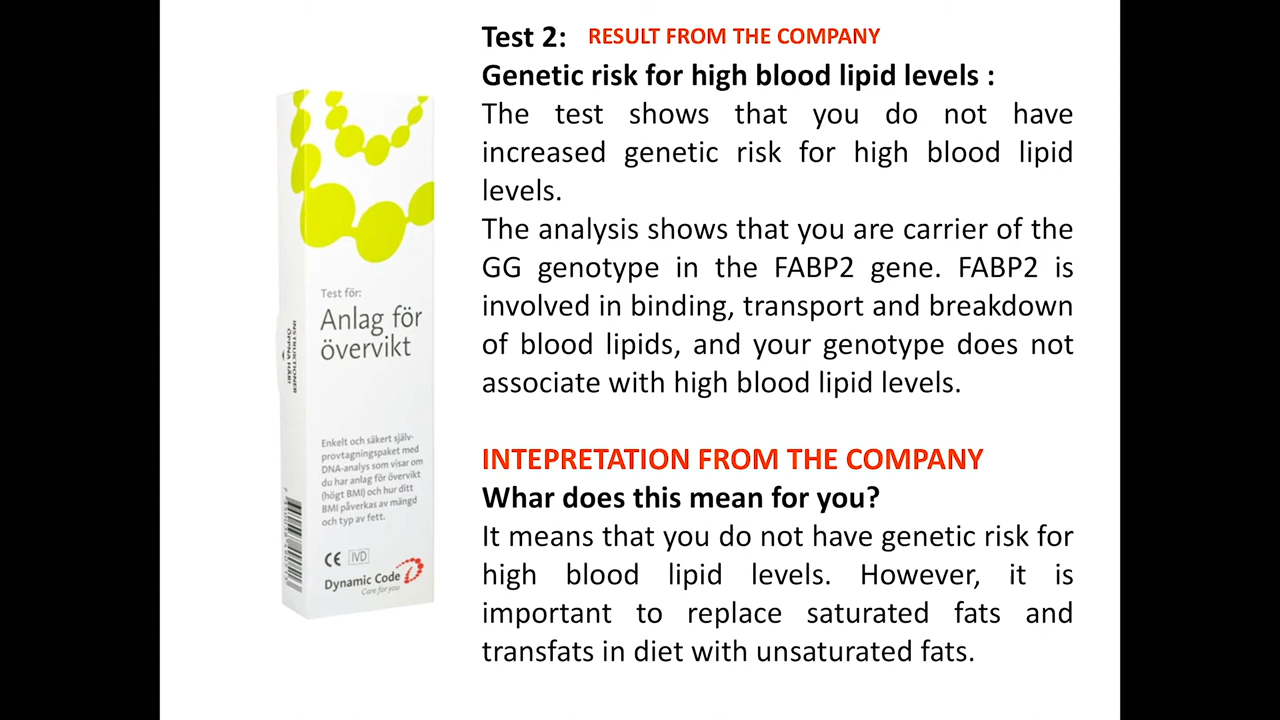 Test 2: RESULT FROM THE COMPANY
Genetic risk for high blood lipid levels :
The test shows that you do not have
increased genetic risk for high blood lipid
levels.
The analysis shows that you are carrier of the
GG genotype in the FABP2 gene. FABP2 is
involved in binding, transport and breakdown
of blood lipids, and your genotype does not
associate with high blood lipid levels.
INTEPRETATION FROM THE COMPANY
Whar does this mean for you?
It means that you do not have genetic risk for
high blood lipid levels. However, it is
important to replace saturated fats and
transfats in diet with unsaturated fats.
Test för:
Anlag för
övervikt
INSTRUKTIONER
ÖPPNA HÄR!
Enkelt och säkert själv-
provtagningspaket med
DNA-analys som visar om
du har anlag för övervikt
(högt BMI) och hur ditt
BMI påverkas av mängd
och typ av fett.
CE IVD
Dynamic Code
Care for you